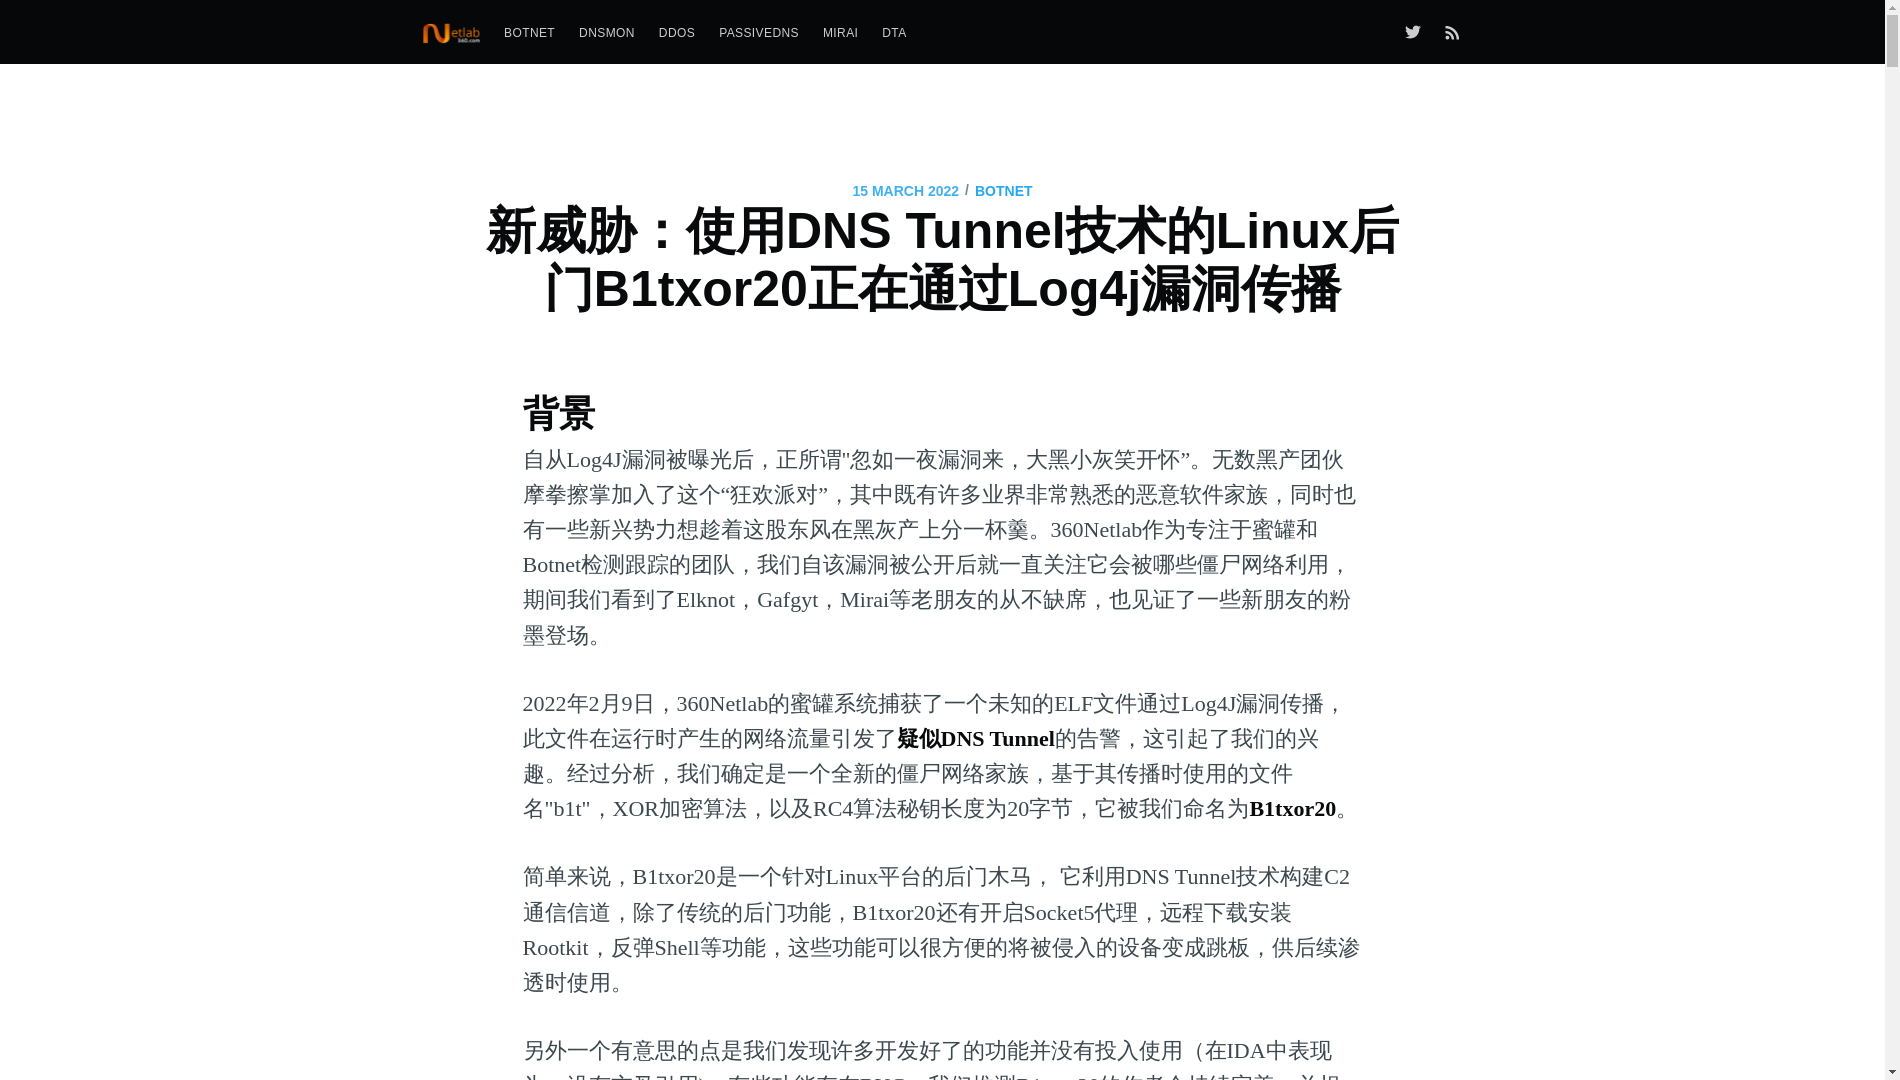 Netlab 360.com BOTNET DNSMON DDOS PASSIVEDNS MIRAI DTA
15 MARCH 2022 / BOTNET
新威胁：使用DNS Tunnel技术的Linux后
门B1txor20正在通过Log4j漏洞传播
背景
自从Log4J漏洞被曝光后，正所谓"忽如一夜漏洞来，大黑小灰笑开怀”。无数黑产团伙
摩拳擦掌加入了这个“狂欢派对”，其中既有许多业界非常熟悉的恶意软件家族，同时也
有一些新兴势力想趁着这股东风在黑灰产上分一杯羹。360Netlab作为专注于蜜罐和
Botnet检测跟踪的团队，我们自该漏洞被公开后就一直关注它会被哪些僵尸网络利用，
期间我们看到了Elknot，Gafgyt，Mirai等老朋友的从不缺席，也见证了一些新朋友的粉
墨登场。
2022年2月9日，360Netlab的蜜罐系统捕获了一个未知的ELF文件通过Log4J漏洞传播，
此文件在运行时产生的网络流量引发了疑似DNS Tunnel的告警，这引起了我们的兴
趣。经过分析，我们确定是一个全新的僵尸网络家族，基于其传播时使用的文件
名"b1t"，XOR加密算法，以及RC4算法秘钥长度为20字节，它被我们命名为B1txor20。
简单来说，B1txor20是一个针对Linux平台的后门木马， 它利用DNS Tunnel技术构建C2
通信信道，除了传统的后门功能，B1txor20还有开启Socket5代理，远程下载安装
Rootkit，反弹Shell等功能，这些功能可以很方便的将被侵入的设备变成跳板，供后续渗
透时使用。
另外一个有意思的点是我们发现许多开发好了的功能并没有投入使用（在IDA中表现